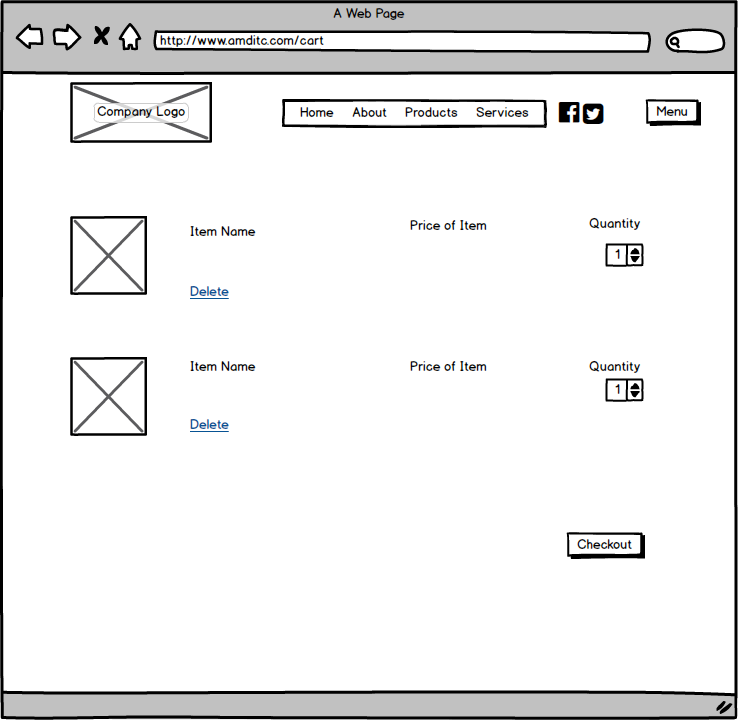 A Web Page
http://www.amditc.com/cart
Company Logo
Home About Products Services
Menu
Item Name
Price of Item
Quantity
1
Delete
Item Name
Price of Item
Quantity
1
Delete
Checkout